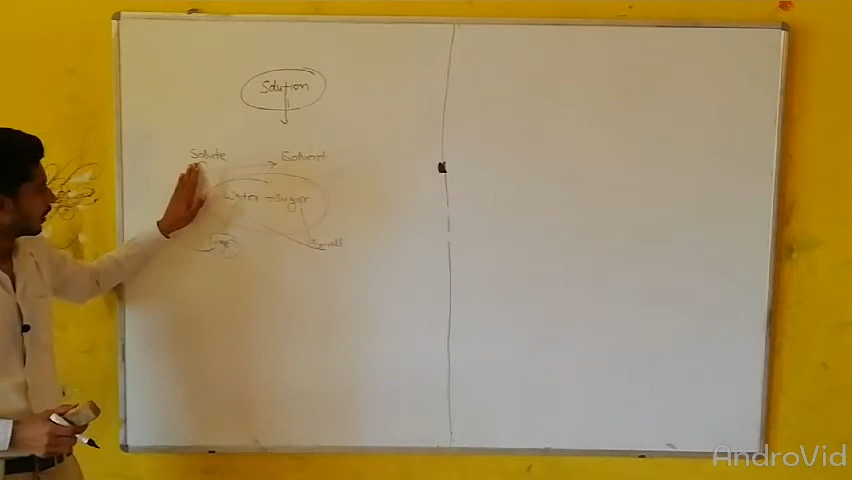 Solution
Solute Solvent
Water - Sugar
Small
AndroVid